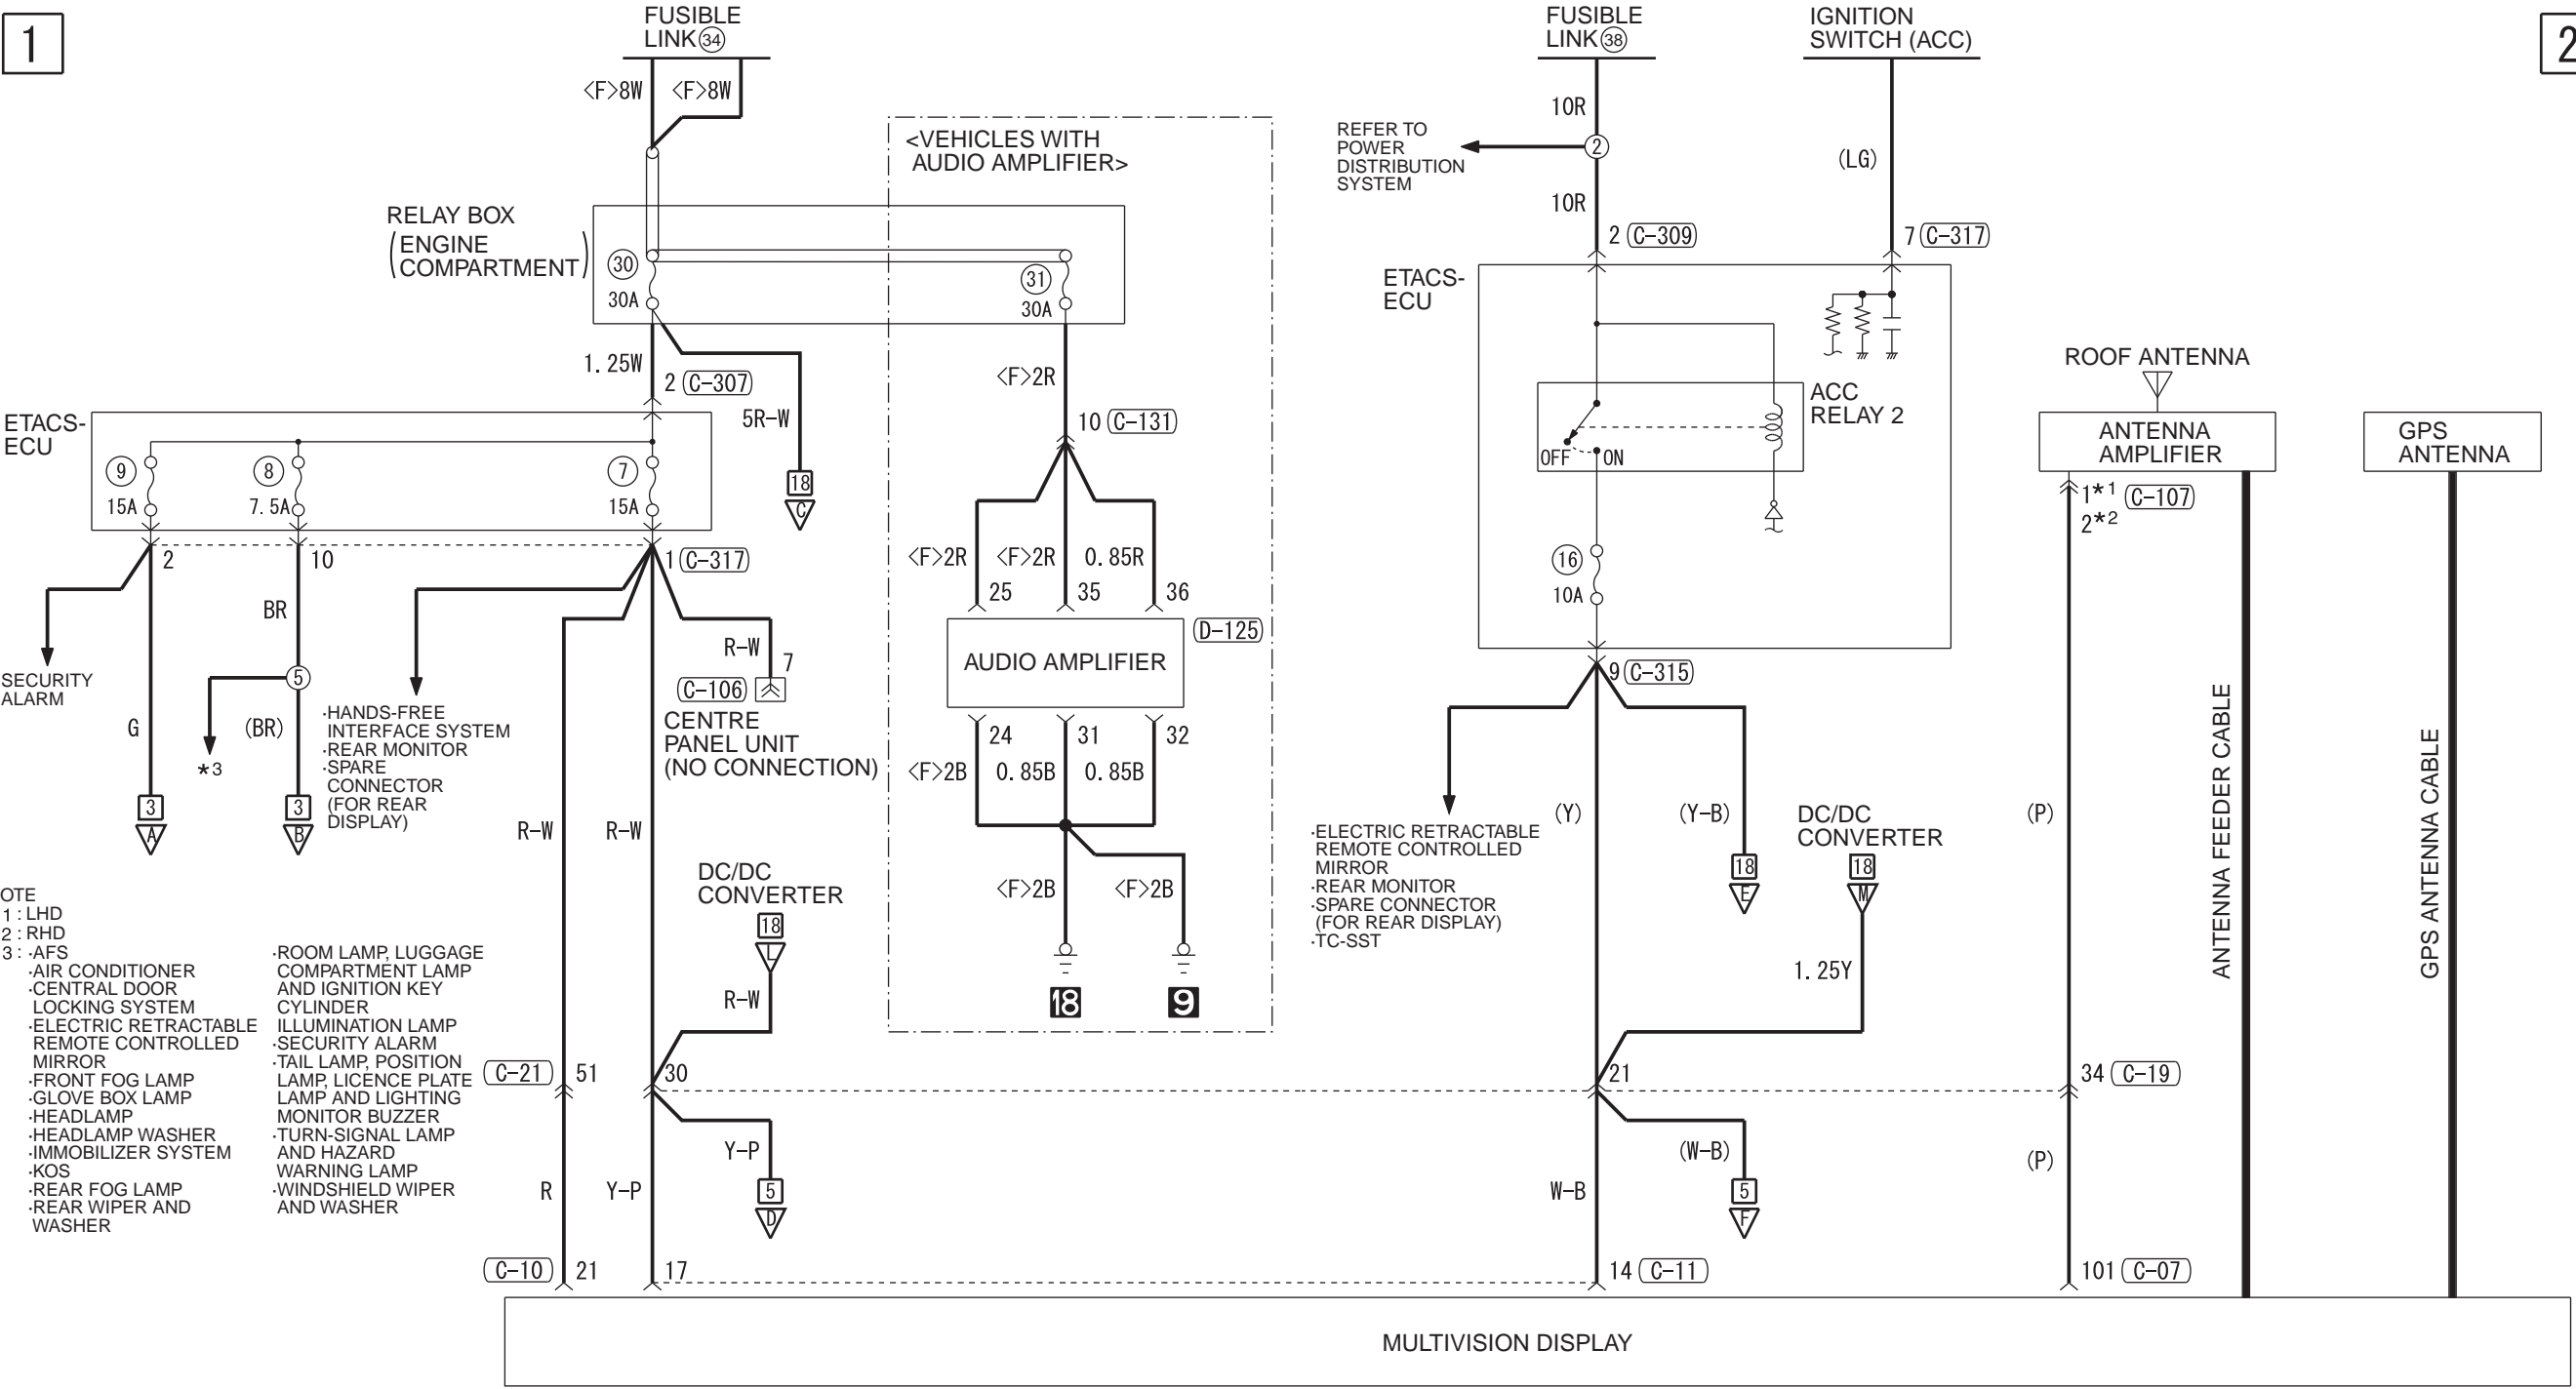 1
2
FUSIBLE
LINK 34
<F>8W <F>8W
<VEHICLES WITH
AUDIO AMPLIFIER>
RELAY BOX
(ENGINE
COMPARTMENT)
30
30A
31
30A
1.25W
2 C-307
5R-W
18
C
<F>2R
10 C-131
ETACS-
ECU
9
15A
8
7.5A
7
15A
2
10
1 C-317
SECURITY
ALARM
G
3
A
BR
5
*3
(BR)
3
B
·HANDS-FREE
INTERFACE SYSTEM
·REAR MONITOR
·SPARE
CONNECTOR
(FOR REAR
DISPLAY)
R-W
7
C-106
CENTRE
PANEL UNIT
(NO CONNECTION)
R-W
R-W
DC/DC
CONVERTER
18
L
R-W
C-21 51
30
Y-P
5
D
R
Y-P
C-10 21
17
<F>2R <F>2R 0.85R
25
35
36
AUDIO AMPLIFIER
D-125
24
31
32
<F>2B 0.85B 0.85B
<F>2B <F>2B
18
9
OTE
1 : LHD
2 : RHD
3 : ·AFS
·AIR CONDITIONER
·CENTRAL DOOR
LOCKING SYSTEM
·ELECTRIC RETRACTABLE
REMOTE CONTROLLED
MIRROR
·FRONT FOG LAMP
·GLOVE BOX LAMP
·HEADLAMP
·HEADLAMP WASHER
·IMMOBILIZER SYSTEM
·KOS
·REAR FOG LAMP
·REAR WIPER AND
WASHER
·ROOM LAMP, LUGGAGE
COMPARTMENT LAMP
AND IGNITION KEY
CYLINDER
ILLUMINATION LAMP
·SECURITY ALARM
·TAIL LAMP, POSITION
LAMP, LICENCE PLATE
LAMP AND LIGHTING
MONITOR BUZZER
·TURN-SIGNAL LAMP
AND HAZARD
WARNING LAMP
·WINDSHIELD WIPER
AND WASHER
FUSIBLE
LINK 38
IGNITION
SWITCH (ACC)
10R
2
REFER TO
POWER
DISTRIBUTION
SYSTEM
(LG)
10R
2 C-309
7 C-317
ETACS-
ECU
ACC
RELAY 2
OFF
ON
16
10A
9 C-315
·ELECTRIC RETRACTABLE
REMOTE CONTROLLED
MIRROR
·REAR MONITOR
·SPARE CONNECTOR
(FOR REAR DISPLAY)
·TC-SST
(Y)
(Y-B)
18
E
DC/DC
CONVERTER
18
M
1.25Y
21
(W-B)
5
F
W-B
14 C-11
ROOF ANTENNA
ANTENNA
AMPLIFIER
1*1 C-107
2*2
(P)
34 C-19
(P)
101 C-07
ANTENNA FEEDER CABLE
GPS
ANTENNA
GPS ANTENNA CABLE
MULTIVISION DISPLAY